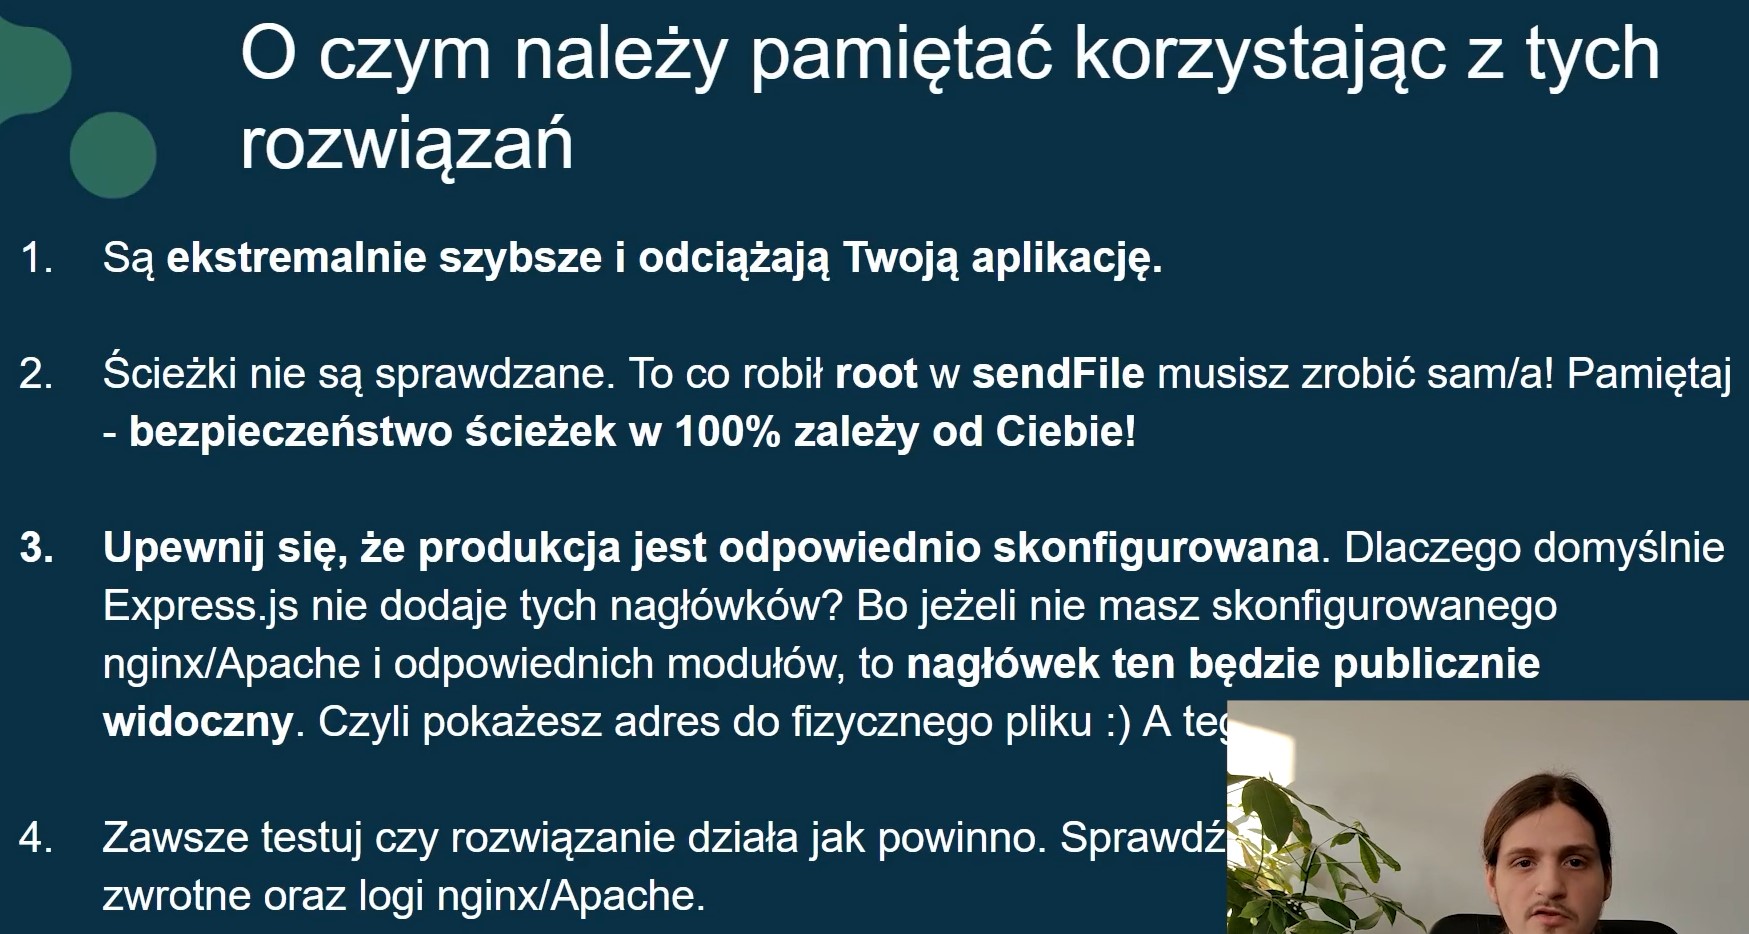 O czym należy pamiętać korzystając z tych
rozwiązań
1. Są ekstremalnie szybsze i odciążają Twoją aplikację.
2. Ścieżki nie są sprawdzane. To co robił root w sendFile musisz zrobić sam/a! Pamiętaj
- bezpieczeństwo ścieżek w 100% zależy od Ciebie!
3. Upewnij się, że produkcja jest odpowiednio skonfigurowana. Dlaczego domyślnie
Express.js nie dodaje tych nagłówków? Bo jeżeli nie masz skonfigurowanego
nginx/Apache i odpowiednich modułów, to nagłówek ten będzie publicznie
widoczny. Czyli pokażesz adres do fizycznego pliku :) A
4. Zawsze testuj czy rozwiązanie działa jak powinno. Sprawdź
zwrotne oraz logi nginx/Apache.